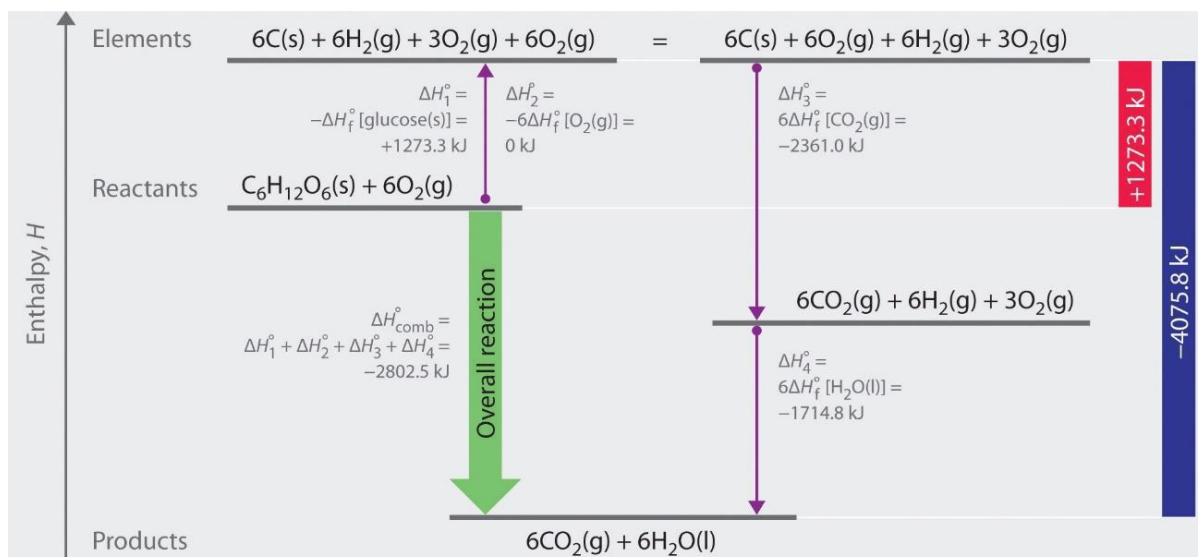 Elements
6C(s) + 6H₂(g) + 3O₂(g) + 6O₂(g) = 6C(s) + 6O₂(g) + 6H₂(g) + 3O₂(g)
ΔH°₁ =
−ΔH°f [glucose(s)] =
+1273.3 kJ
ΔH°₂ =
−6ΔH°f [O₂(g)] =
0 kJ
ΔH°₃ =
6ΔH°f [CO₂(g)] =
−2361.0 kJ
+1273.3 kJ
−4075.8 kJ
Reactants
C₆H₁₂O₆(s) + 6O₂(g)
Enthalpy, H
6CO₂(g) + 6H₂(g) + 3O₂(g)
ΔH°comb =
ΔH°₁ + ΔH°₂ + ΔH°₃ + ΔH°₄ =
−2802.5 kJ
Overall reaction
ΔH°₄ =
6ΔH°f [H₂O(l)] =
−1714.8 kJ
Products
6CO₂(g) + 6H₂O(l)